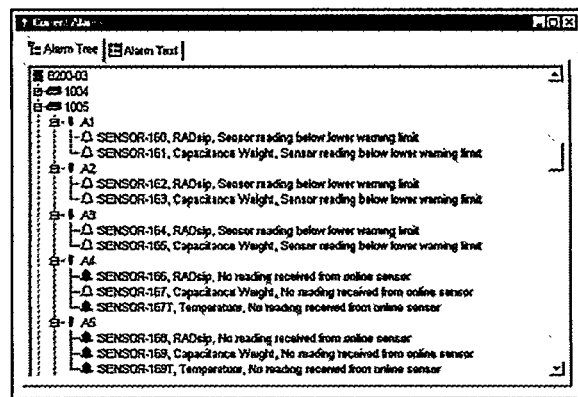 Current Alarms
Alarm Tree Alarm Text
8200-03
1004
1005
A1
SENSOR-160, RADsip, Sensor reading below lower warning limit
SENSOR-161, Capacitance Weight, Sensor reading below lower warning limit
A2
SENSOR-162, RADsip, Sensor reading below lower warning limit
SENSOR-163, Capacitance Weight, Sensor reading below lower warning limit
A3
SENSOR-164, RADsip, Sensor reading below lower warning limit
SENSOR-165, Capacitance Weight, Sensor reading below lower warning limit
A4
SENSOR-166, RADsip, No reading received from online sensor
SENSOR-167, Capacitance Weight, No reading received from online sensor
SENSOR-167T, Temperature, No reading received from online sensor
A5
SENSOR-168, RADsip, No reading received from online sensor
SENSOR-169, Capacitance Weight, No reading received from online sensor
SENSOR-169T, Temperature, No reading received from online sensor